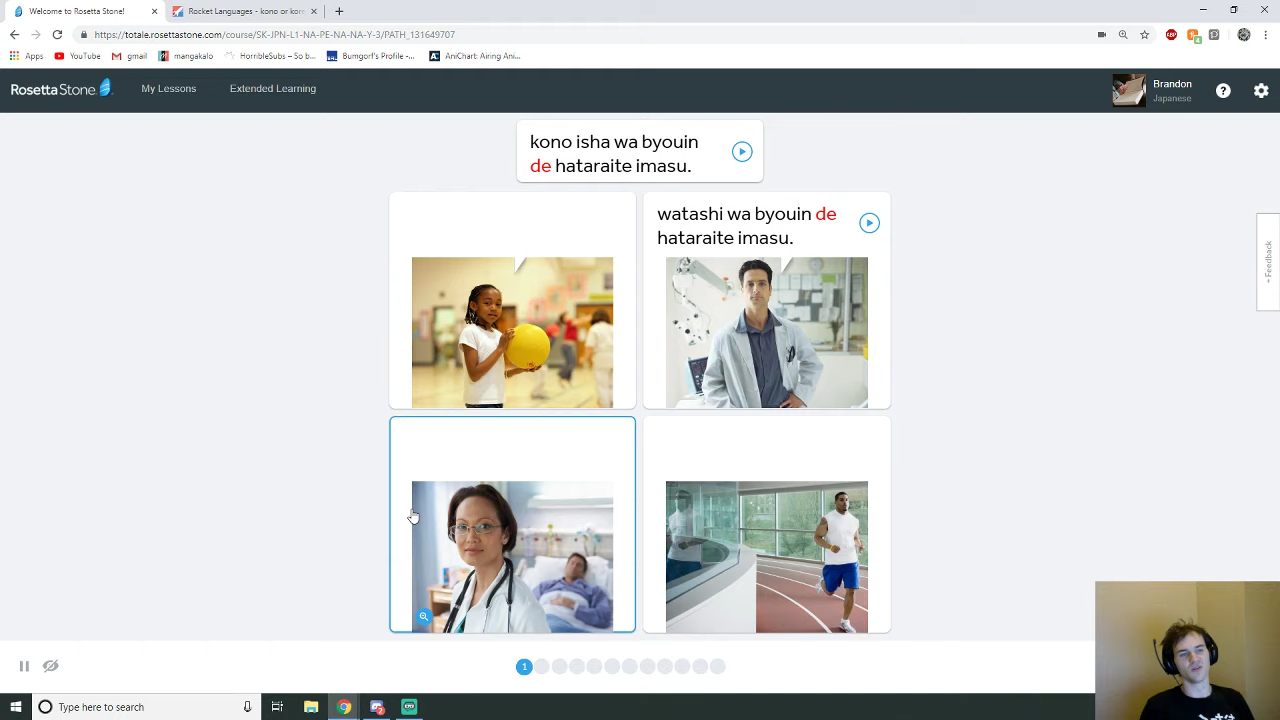 Welcome to Rosetta Stone!
Rocket Languages - kono or kore
https://totale.rosettastone.com/course/SK-JPN-L1-NA-PE-NA-NA-Y-3/PATH_131649707
Apps
YouTube
gmail
mangakalo
HorribleSubs – So b...
Bumgorf's Profile -...
AniChart: Airing Ani...
RosettaStone
My Lessons
Extended Learning
Brandon
Japanese
kono isha wa byouin
de hataraite imasu.
watashi wa byouin de
hataraite imasu.
+ Feedback
1
Type here to search